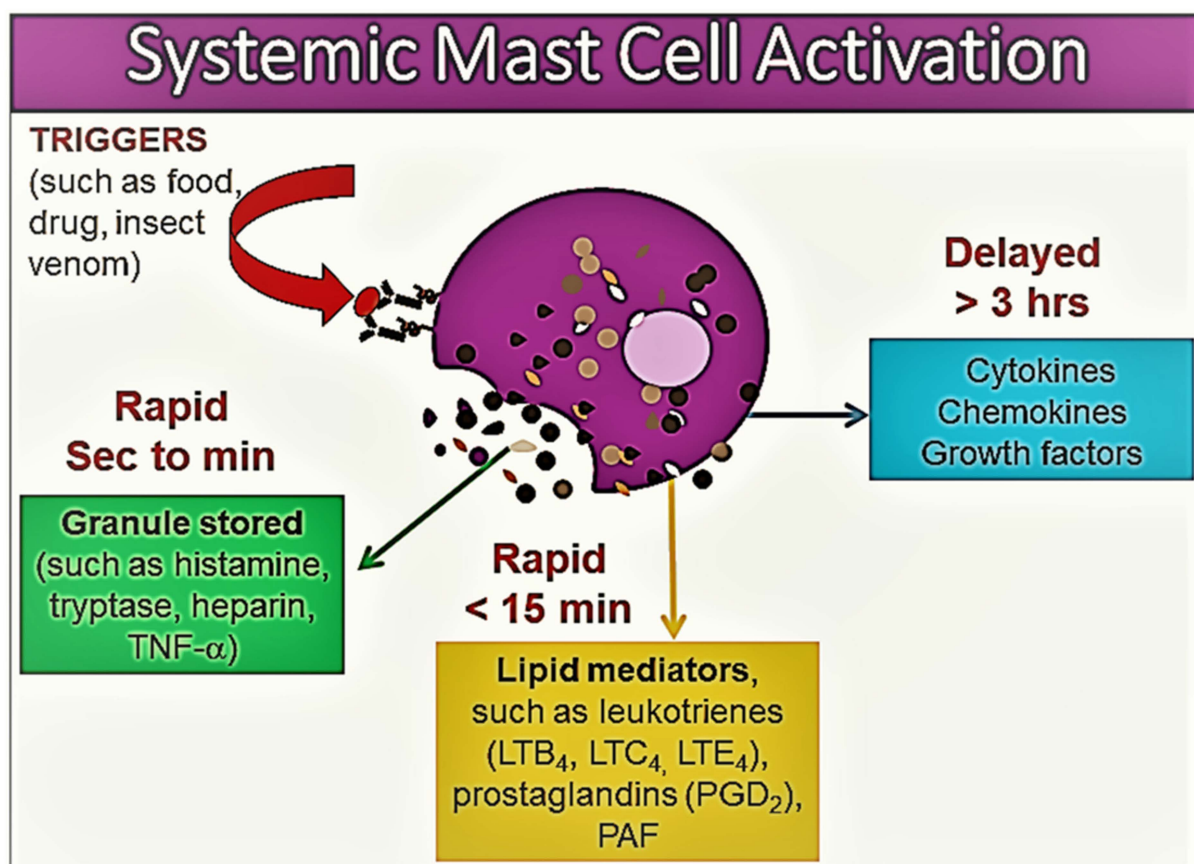 Systemic Mast Cell Activation
TRIGGERS
(such as food,
drug, insect
venom)
Delayed
> 3 hrs
Cytokines
Chemokines
Growth factors
Rapid
Sec to min
Granule stored
(such as histamine,
tryptase, heparin,
TNF-α)
Rapid
< 15 min
Lipid mediators,
such as leukotrienes
(LTB₄, LTC₄, LTE₄),
prostaglandins (PGD₂),
PAF